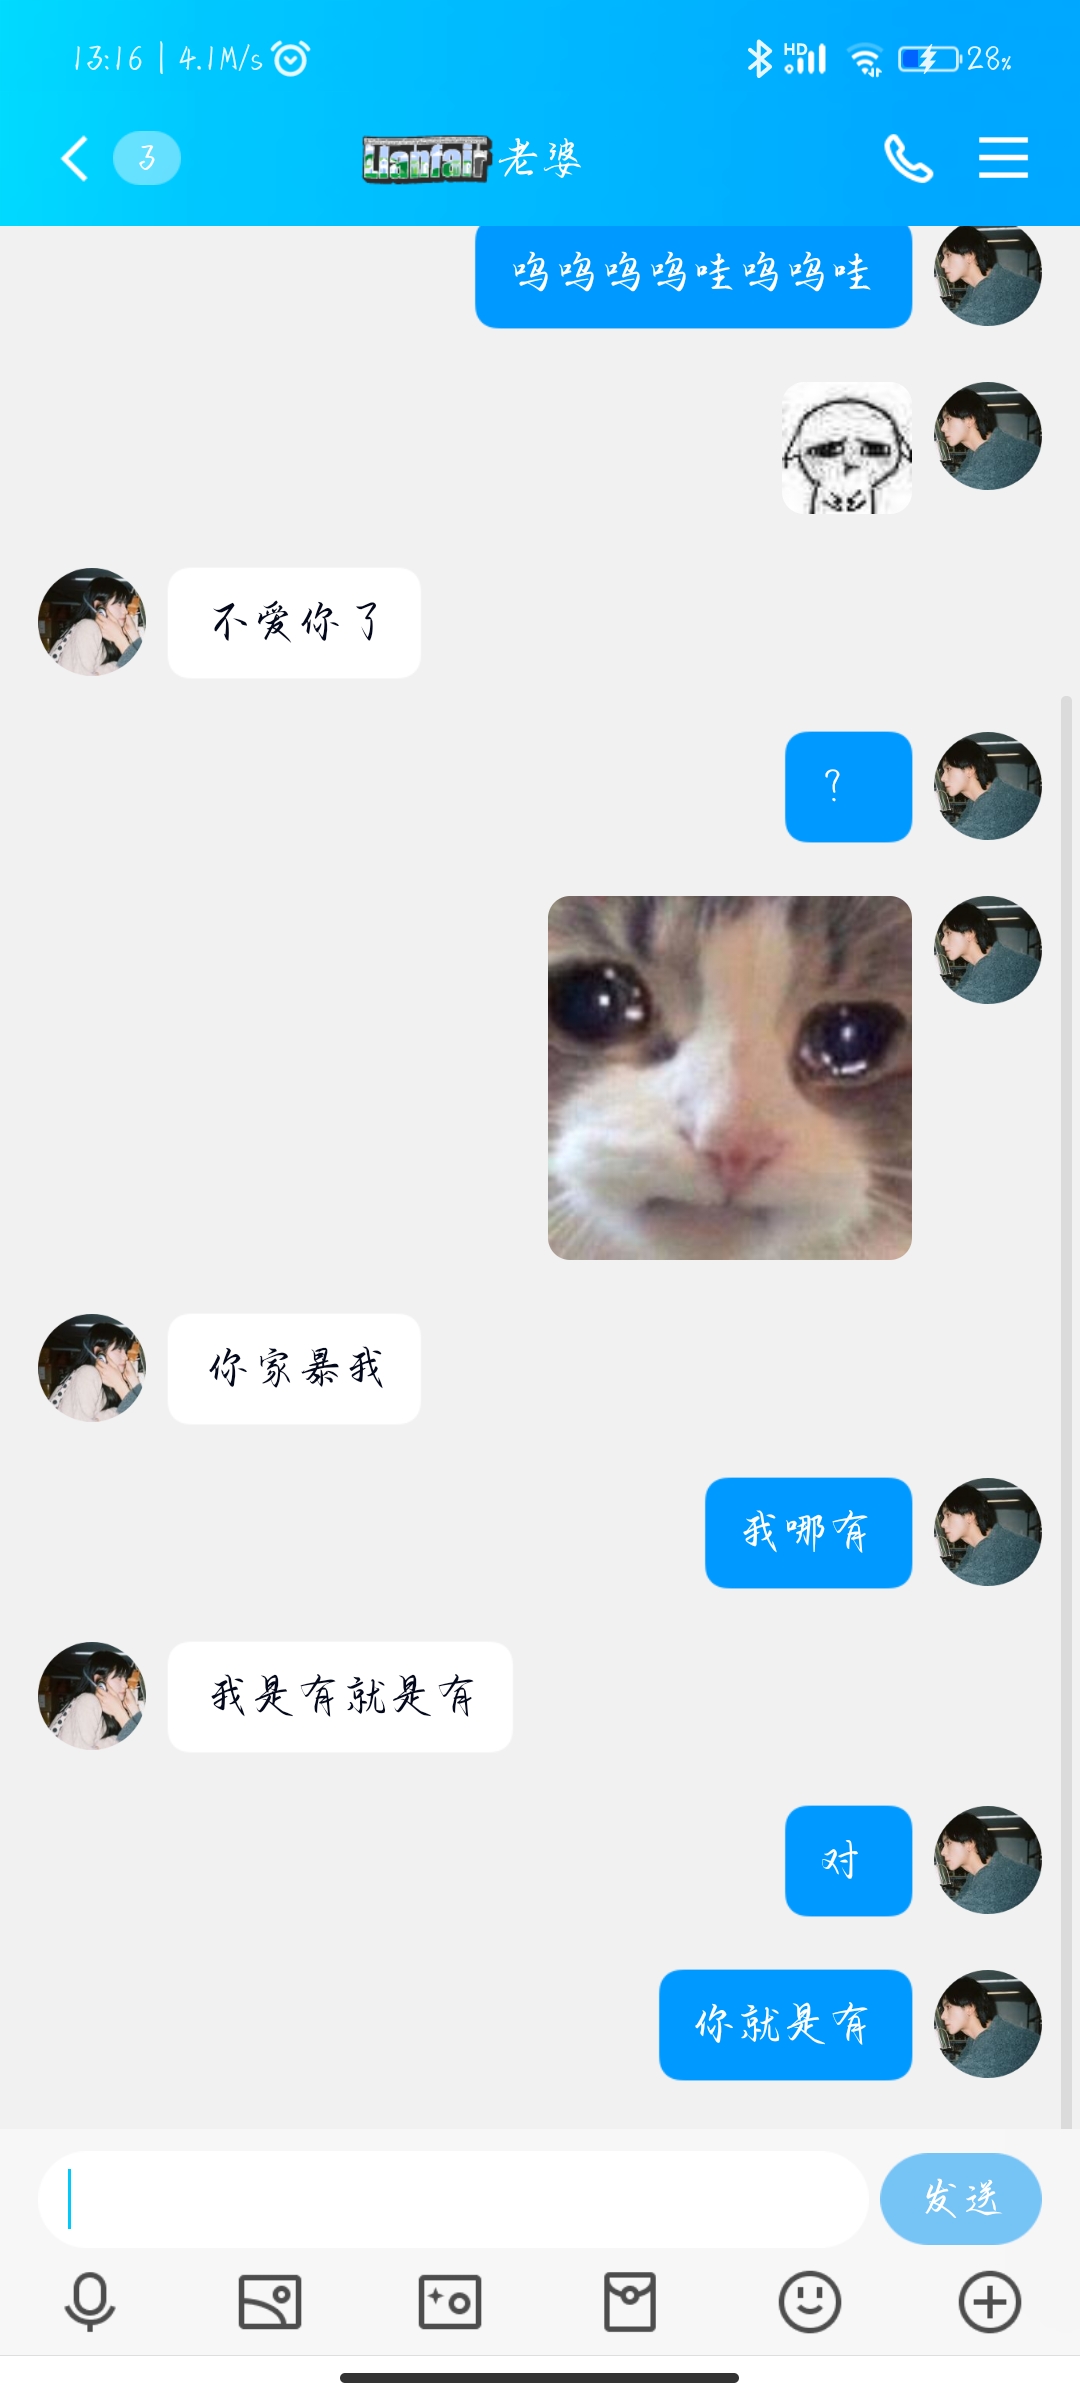 13:16 | 4.1M/s
HD
28%
3
Llanfair 老婆
呜呜呜呜哇呜呜哇
不爱你了
?
你家暴我
我哪有
我是有就是有
对
你就是有
发送